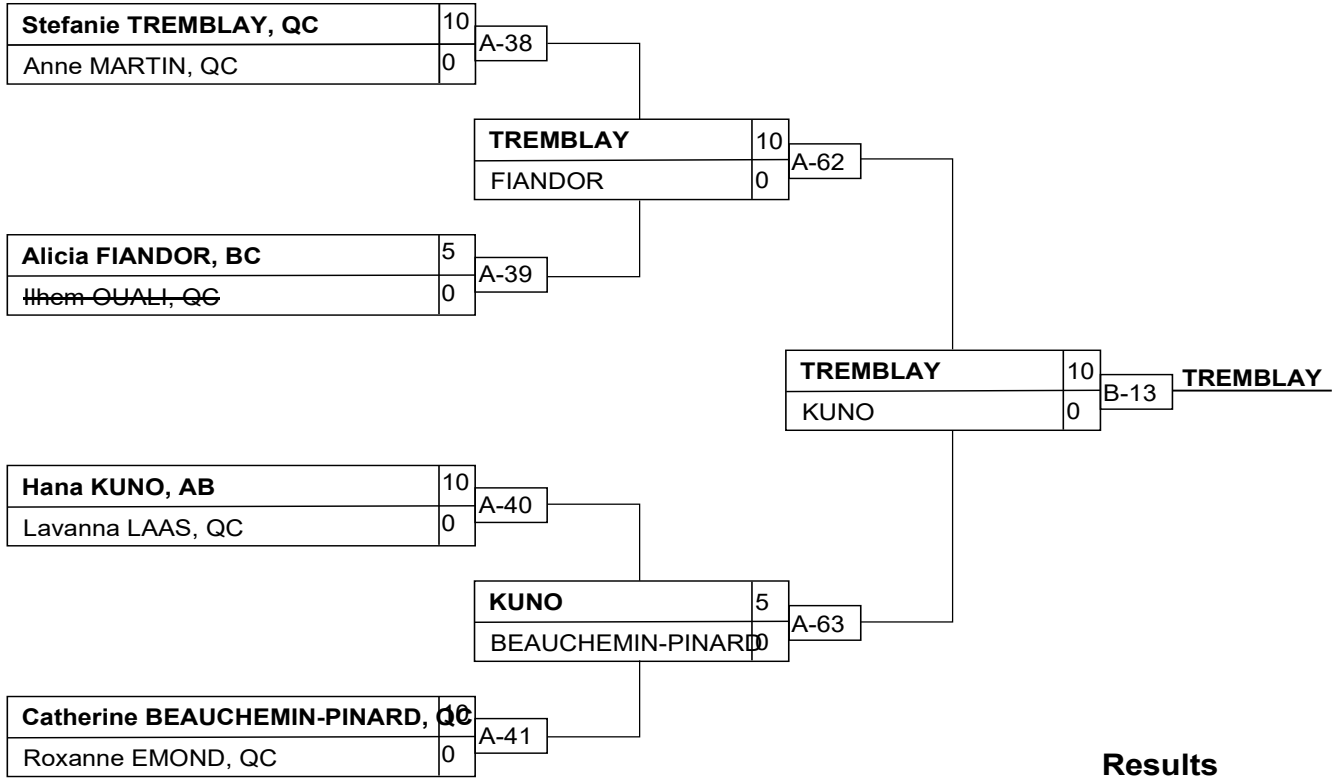 Stefanie TREMBLAY, QC 10
Anne MARTIN, QC 0
A-38
TREMBLAY 10
FIANDOR 0
A-62
Alicia FIANDOR, BC 5
Ilhem OUALI, QC 0
A-39
TREMBLAY 10
KUNO 0
B-13
TREMBLAY
Hana KUNO, AB 10
Lavanna LAAS, QC 0
A-40
KUNO 5
BEAUCHEMIN-PINARD 0
A-63
Catherine BEAUCHEMIN-PINARD, QC 10
Roxanne EMOND, QC 0
A-41
Results